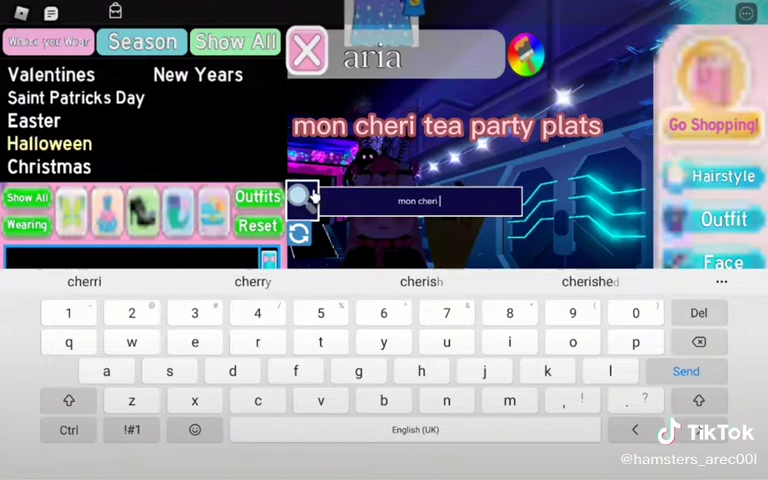 Where you Wear Season Show All
aria
Valentines New Years
Saint Patricks Day
Easter
Halloween
Christmas
mon cheri tea party plats
Go Shopping!
Show All Outfits
Wearing Reset
mon cheri
Hairstyle
Outfit
Face
cherri cherry cherish cherished ...
1 - 2 @ 3 # 4 / 5 % 6 ^ 7 & 8 * 9 ( 0 ) Del
q w e r t y u i o p
a s d f g h j k l Send
z x c v b n m , ! . ?
Ctrl !#1 English (UK) < >
TikTok
@hamsters_arec00l